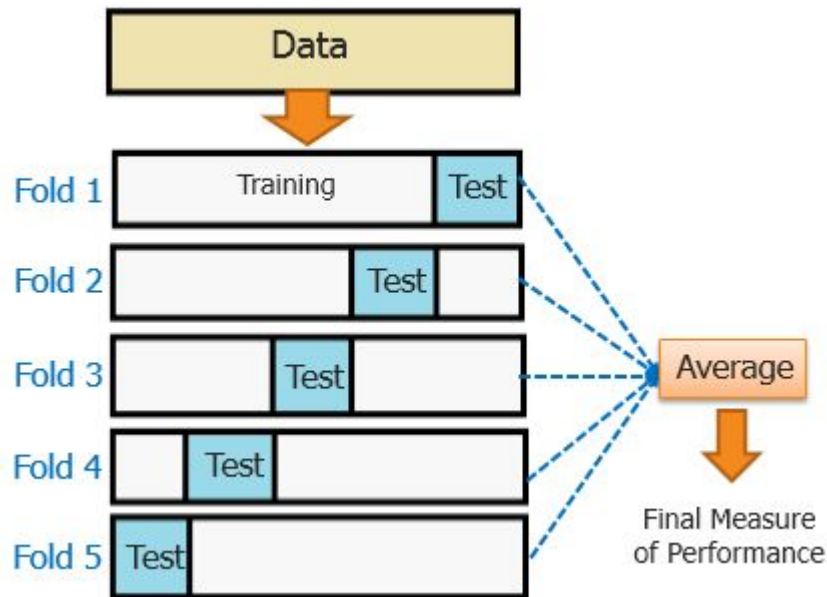 Data
Fold 1
Training
Test
Fold 2
Test
Fold 3
Test
Average
Fold 4
Test
Final Measure
of Performance
Fold 5
Test